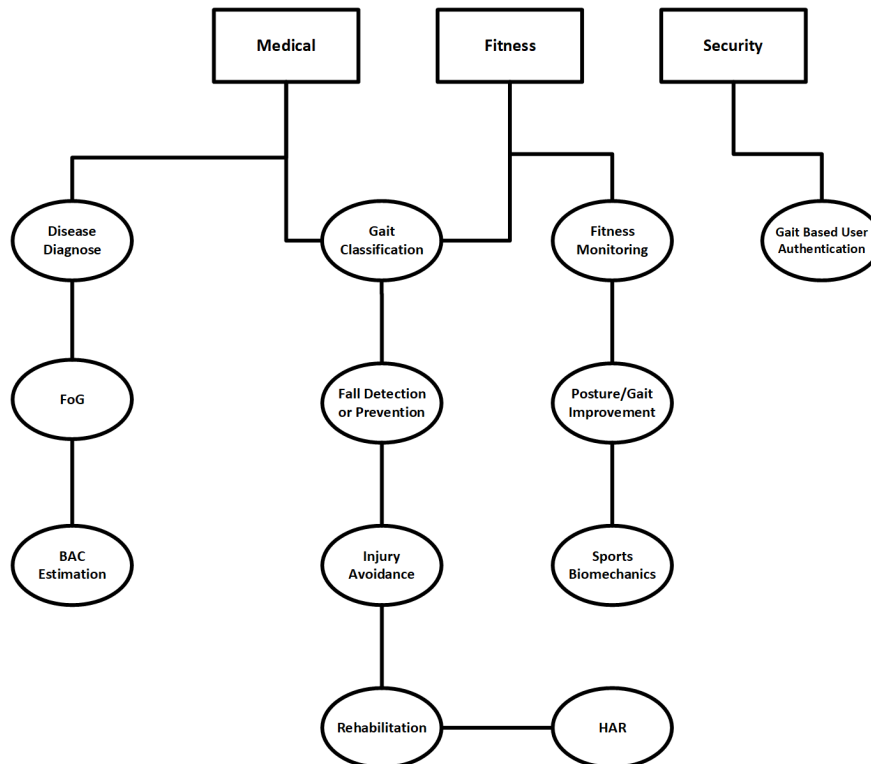 Medical
Fitness
Security
Disease
Diagnose
Gait
Classification
Fitness
Monitoring
Gait Based User
Authentication
FoG
Fall Detection
or Prevention
Posture/Gait
Improvement
BAC
Estimation
Injury
Avoidance
Sports
Biomechanics
Rehabilitation
HAR